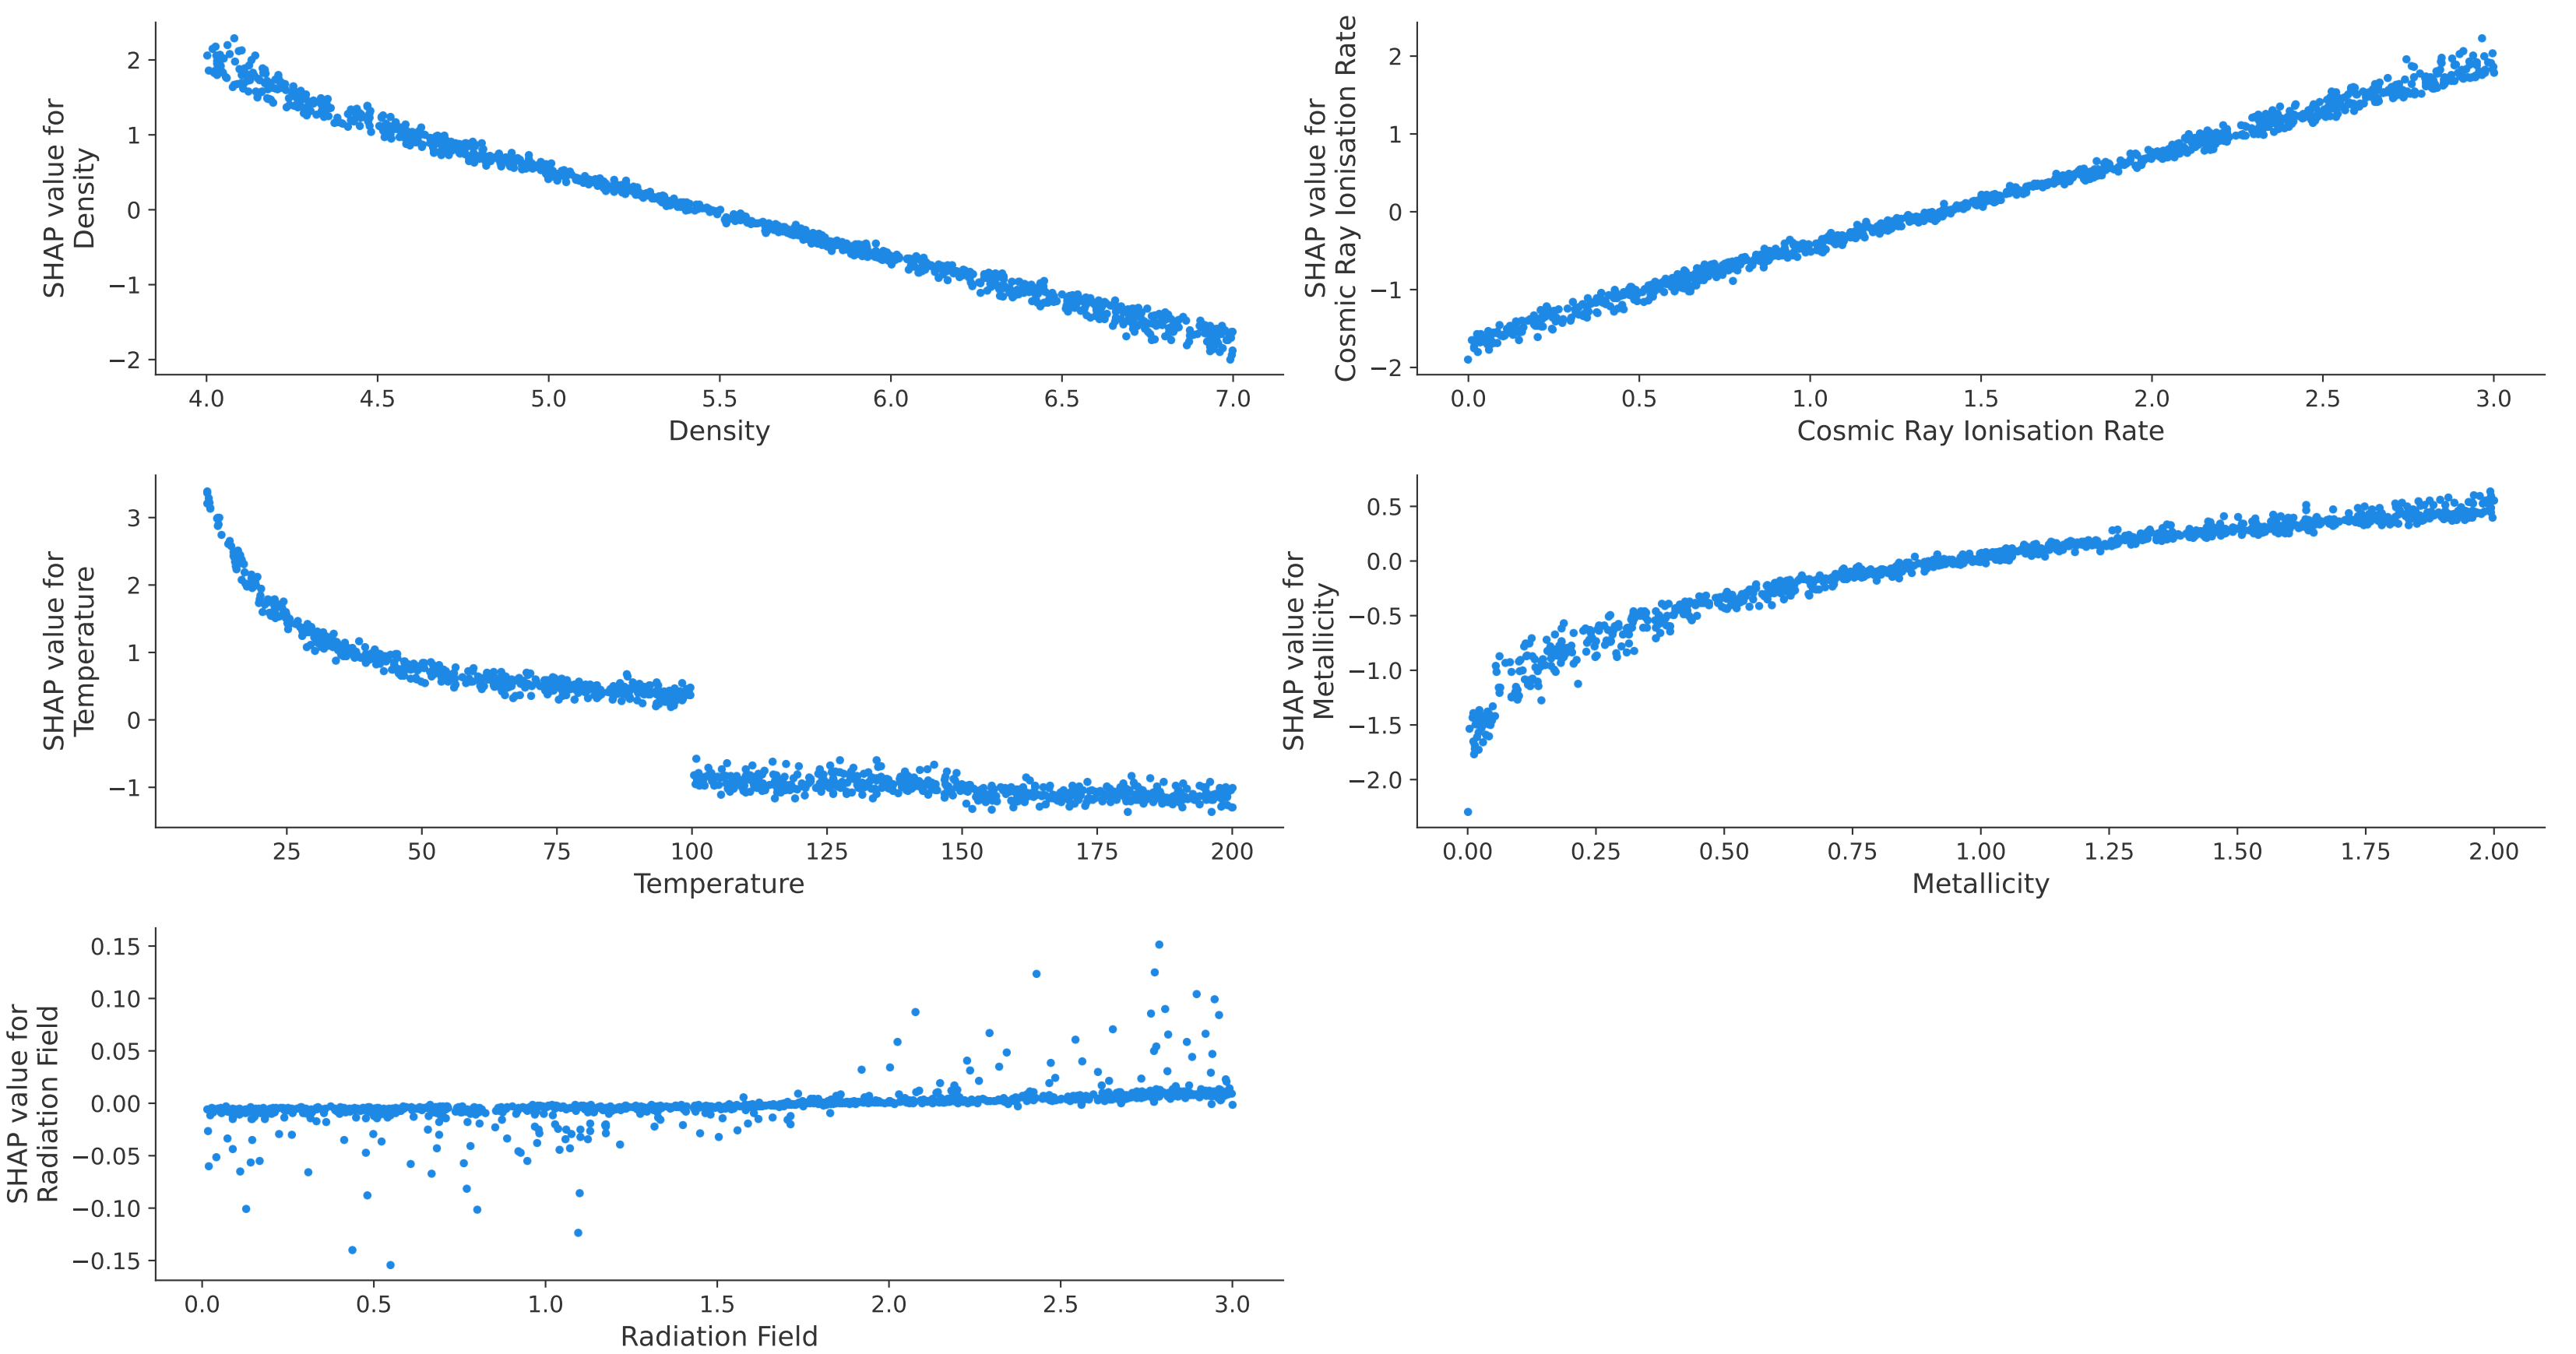 SHAP value for
Density
2
1
0
−1
−2
4.0 4.5 5.0 5.5 6.0 6.5 7.0
Density
SHAP value for
Cosmic Ray Ionisation Rate
2
1
0
−1
−2
0.0 0.5 1.0 1.5 2.0 2.5 3.0
Cosmic Ray Ionisation Rate
SHAP value for
Temperature
3
2
1
0
−1
25 50 75 100 125 150 175 200
Temperature
SHAP value for
Metallicity
0.5
0.0
−0.5
−1.0
−1.5
−2.0
0.00 0.25 0.50 0.75 1.00 1.25 1.50 1.75 2.00
Metallicity
SHAP value for
Radiation Field
0.15
0.10
0.05
0.00
−0.05
−0.10
−0.15
0.0 0.5 1.0 1.5 2.0 2.5 3.0
Radiation Field